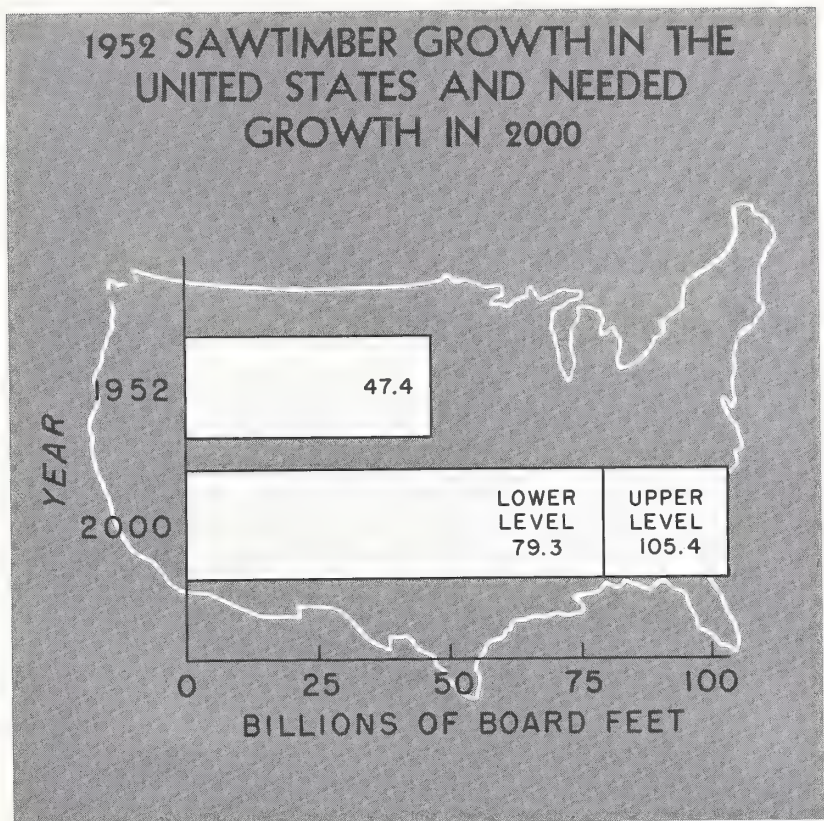 1952 SAWTIMBER GROWTH IN THE
UNITED STATES AND NEEDED
GROWTH IN 2000
YEAR
1952
47.4
2000
LOWER
LEVEL
79.3
UPPER
LEVEL
105.4
0 25 50 75 100
BILLIONS OF BOARD FEET